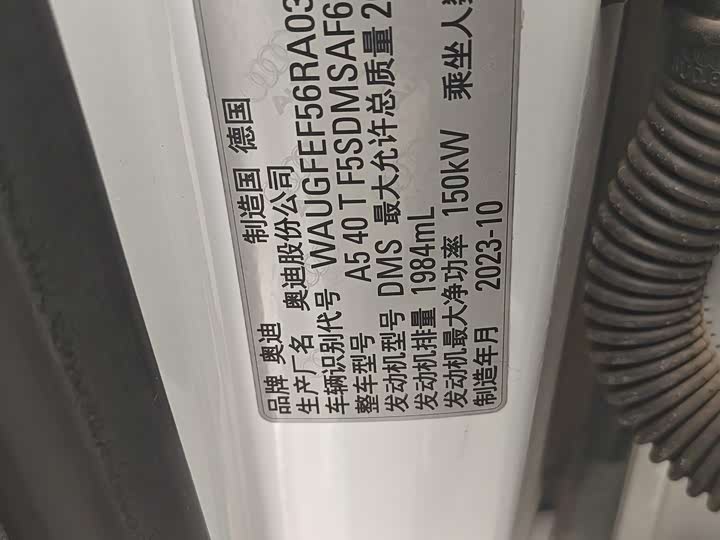 品牌 奥迪 制造国 德国
生产厂名 奥迪股份公司
车辆识别代号 WAUGFEF56RA03
整车型号 A5 40 T F5SDMSAF6
发动机型号 DMS 最大允许总质量 2
发动机排量 1984mL
发动机最大净功率 150kW 乘坐人数
制造年月 2023-10